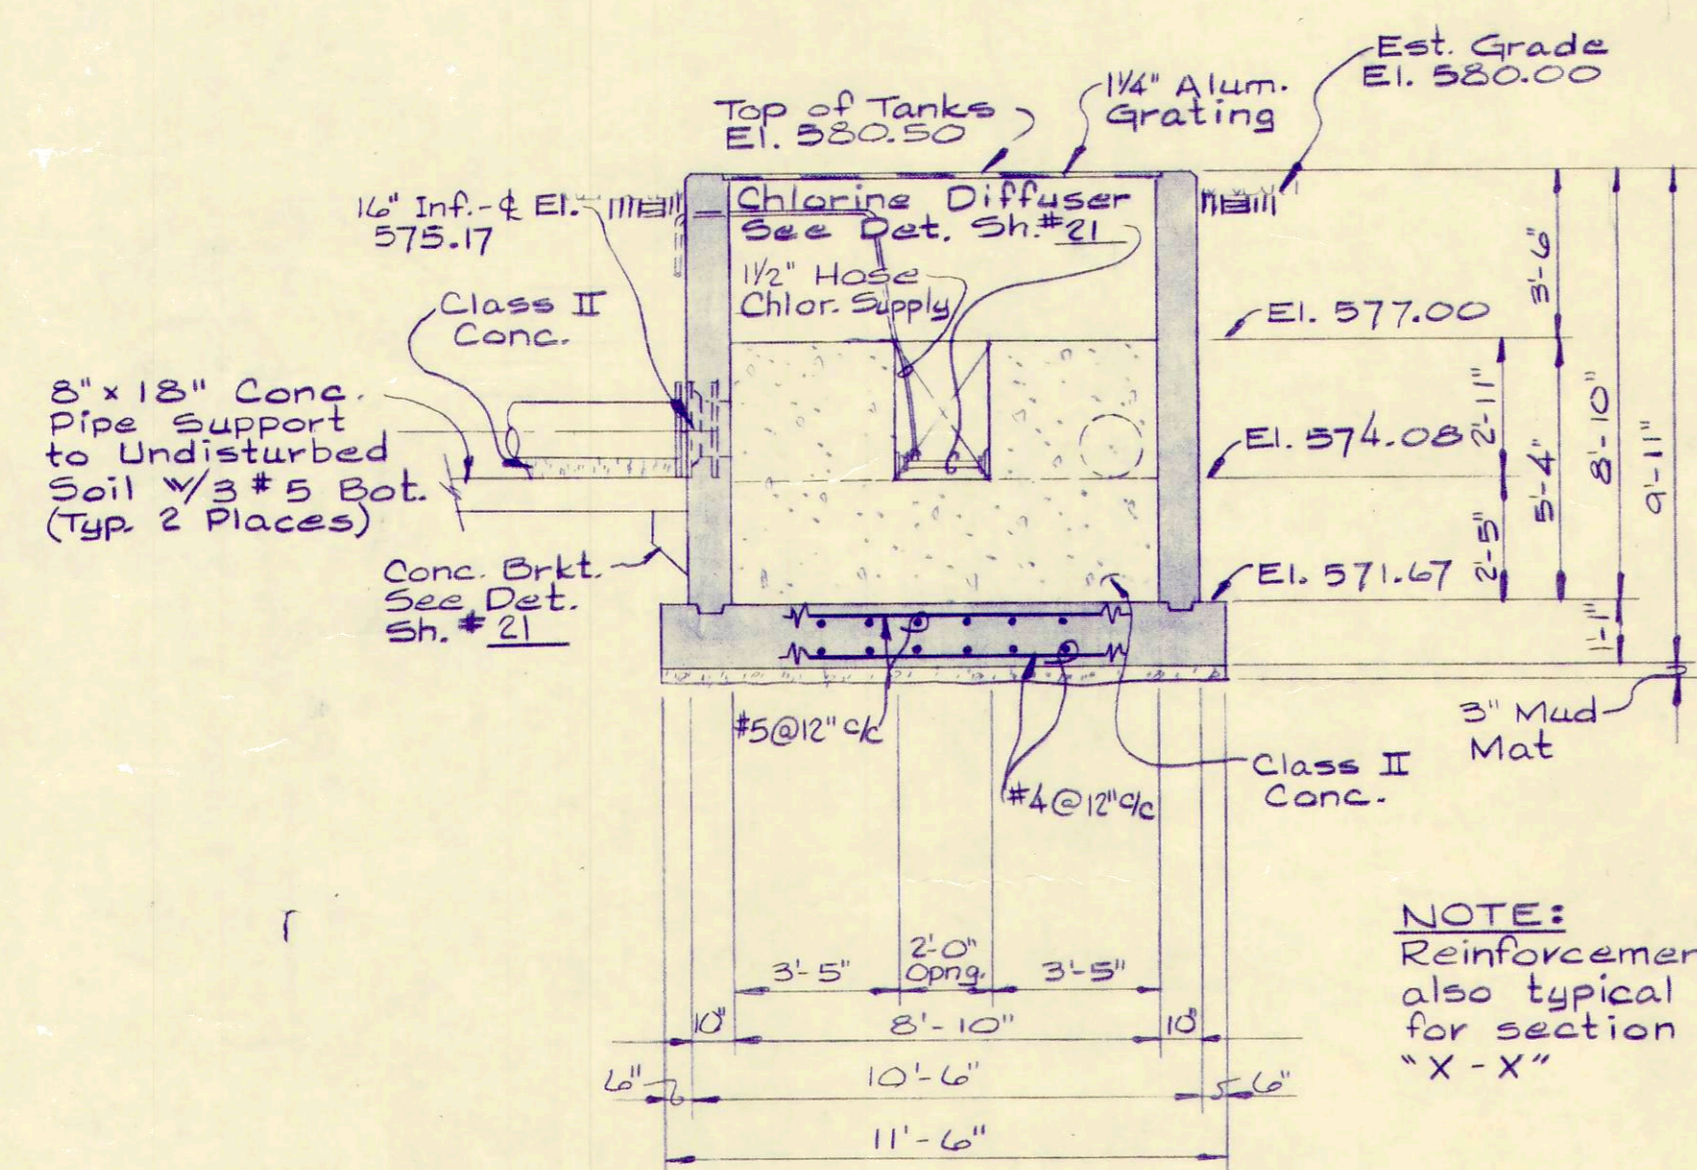 Est. Grade
El. 580.00
1¼" Alum.
Grating
Top of Tanks
El. 580.50
16" Inf.-℄ El.
575.17
Chlorine Diffuser
See Det. Sh.#21
1½" Hose
Chlor. Supply
Class II
Conc.
8" x 18" Conc.
Pipe Support
to Undisturbed
Soil w/3 #5 Bot.
(Typ. 2 Places)
Conc. Brkt.
See Det.
Sh. # 21
El. 577.00
El. 574.08
El. 571.67
3'-6"
2'-11"
5'-4"
8'-10"
9'-11"
2'-5"
1'-1"
3" Mud
Mat
#5@12" c/c
#4@12" c/c
Class II
Conc.
3'-5"
2'-0"
Opng.
3'-5"
10"
8'-10"
10"
6"
10'-6"
6"
11'-6"
NOTE:
Reinforcemen
also typical
for section
"X-X"